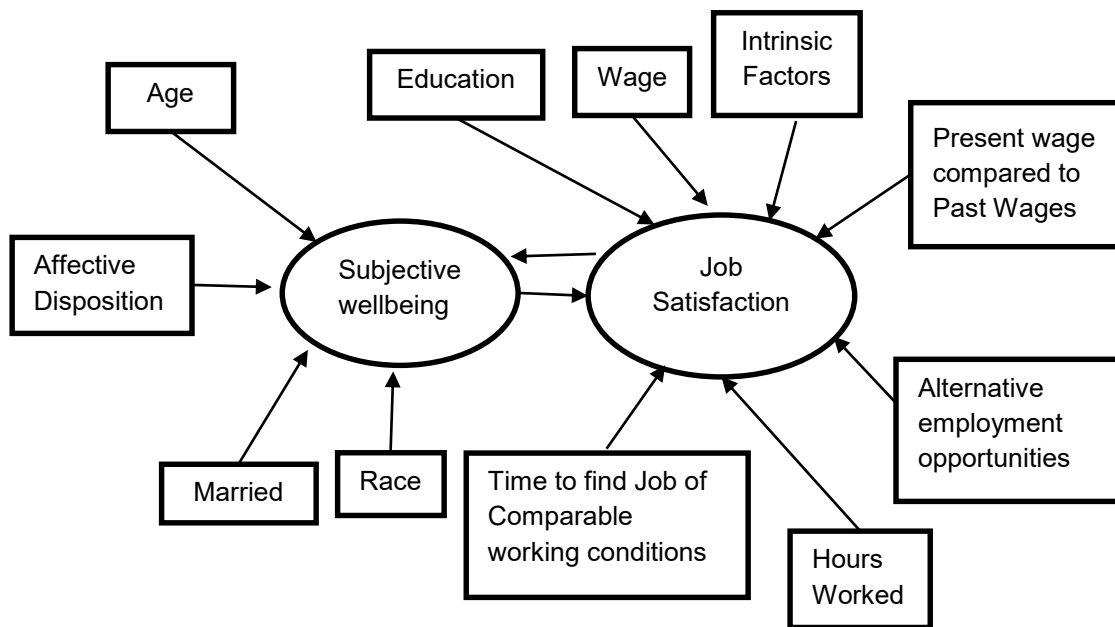 Age
Education
Wage
Intrinsic
Factors
Present wage
compared to
Past Wages
Affective
Disposition
Subjective
wellbeing
Job
Satisfaction
Alternative
employment
opportunities
Married
Race
Time to find Job of
Comparable
working conditions
Hours
Worked